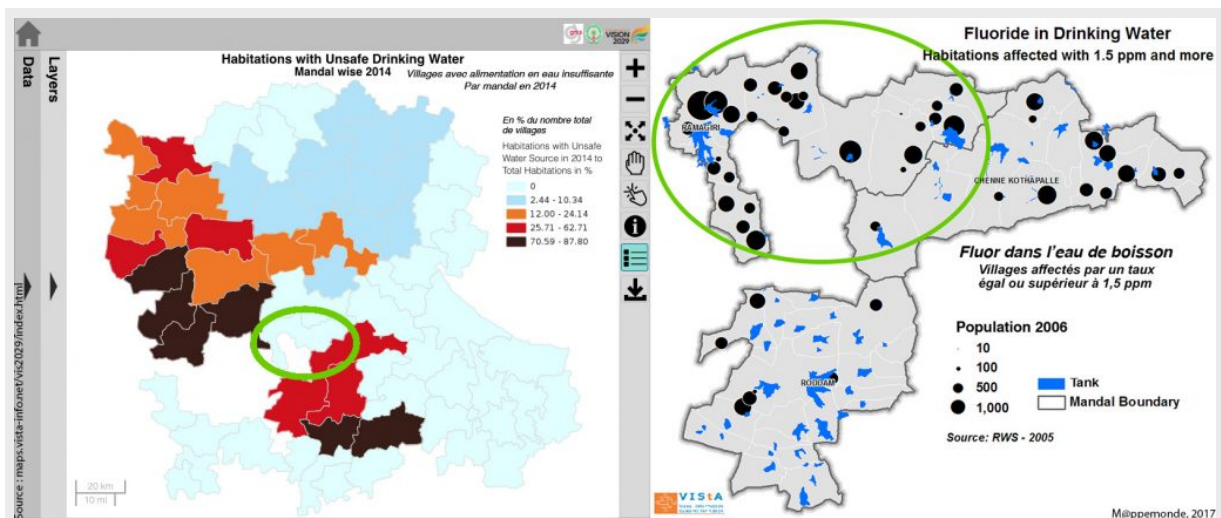 Habitations with Unsafe Drinking Water
Mandal wise 2014
Villages avec alimentation en eau insuffisante
Par mandal en 2014
VISION
2029
Data
Layers
Source : maps.vista-info.net/vis2029/index.html
En % du nombre total
de villages
Habitations with Unsafe
Water Source in 2014 to
Total Habitations in %
0
2.44 - 10.34
12.00 - 24.14
25.71 - 62.71
70.59 - 87.80
20 km
10 mi
Fluoride in Drinking Water
Habitations affected with 1.5 ppm and more
RAMAGIRI
CHENNE KOTHAPALLE
Fluor dans l'eau de boisson
Villages affectés par un taux
égal ou supérieur à 1,5 ppm
RODDAM
Population 2006
10
100
500
1,000
Tank
Mandal Boundary
Source: RWS - 2005
VIStA
M@ppemonde, 2017